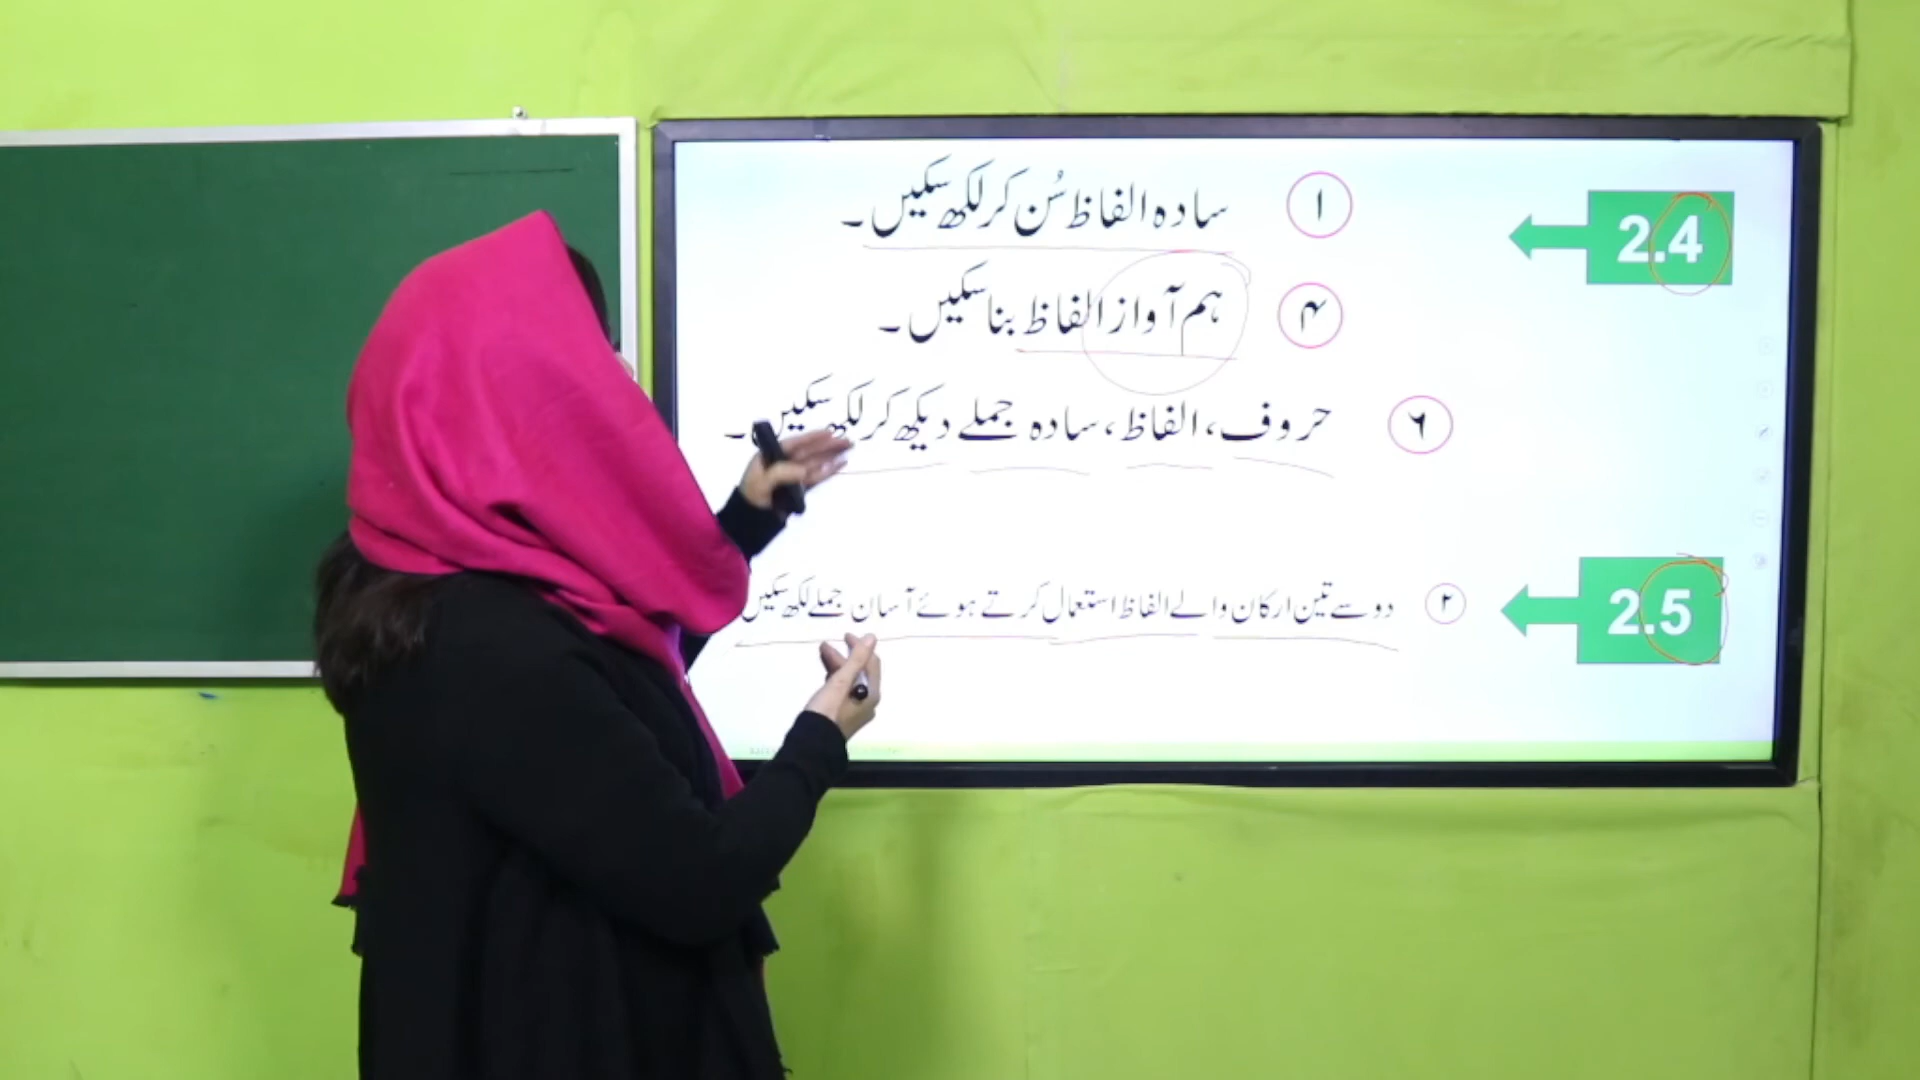 2.4 ۱ سادہ الفاظ سُن کر لکھ سکیں۔
۴ ہم آواز الفاظ بنا سکیں۔
۶ حروف، الفاظ، سادہ جملے دیکھ کر لکھ سکیں۔
2.5 ۲ دو سے تین ارکان والے الفاظ استعمال کرتے ہوئے آسان جملے لکھ سکیں